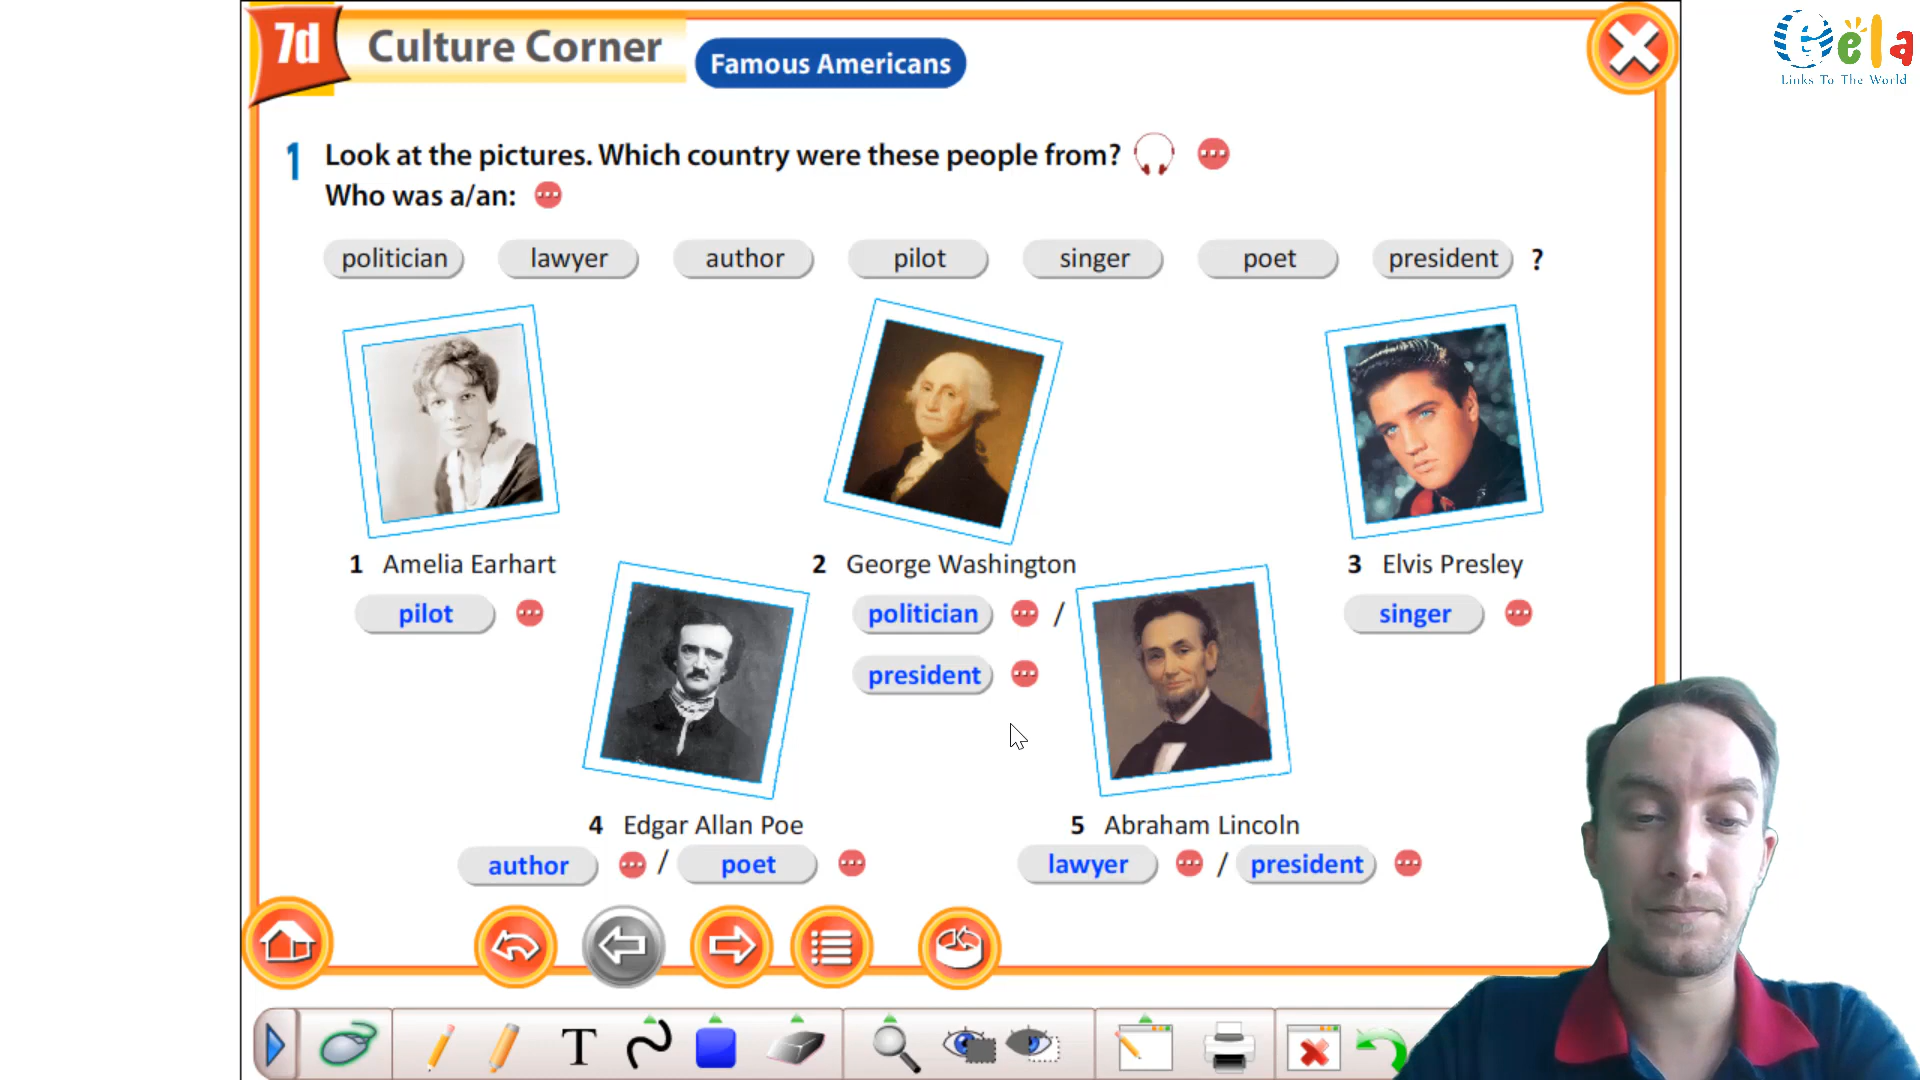 7d Culture Corner Famous Americans
eela
Links To The World
1 Look at the pictures. Which country were these people from?
Who was a/an:
politician lawyer author pilot singer poet president ?
1 Amelia Earhart 2 George Washington 3 Elvis Presley
pilot politician / singer
president
4 Edgar Allan Poe 5 Abraham Lincoln
author / poet lawyer / president
T